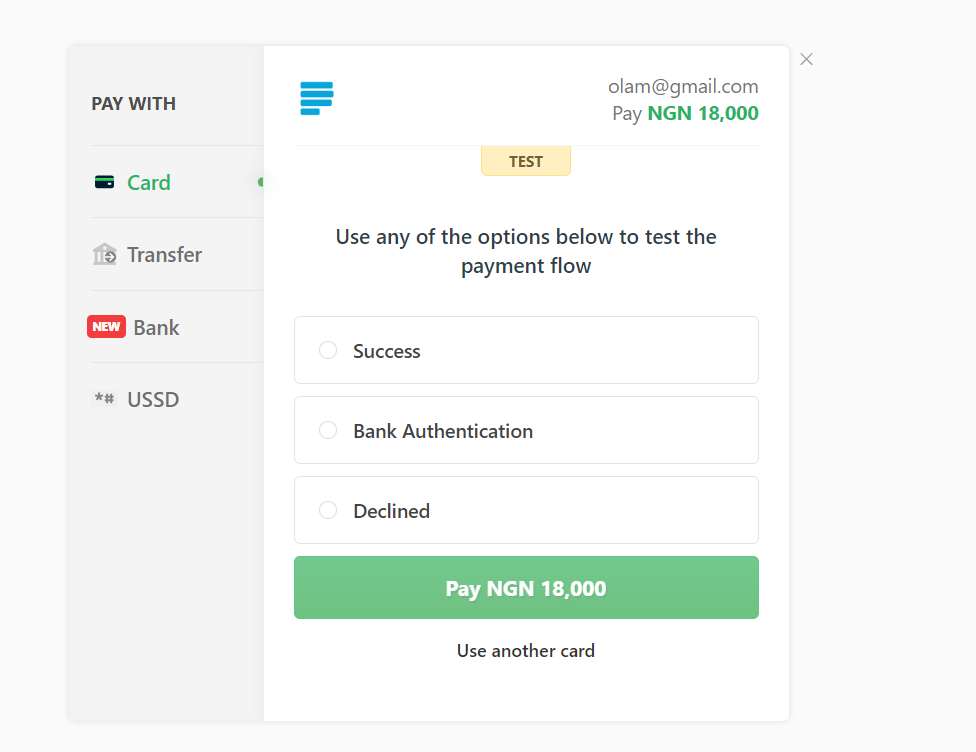 PAY WITH
Card
Transfer
NEW Bank
*# USSD
olam@gmail.com
Pay NGN 18,000
TEST
Use any of the options below to test the
payment flow
Success
Bank Authentication
Declined
Pay NGN 18,000
Use another card